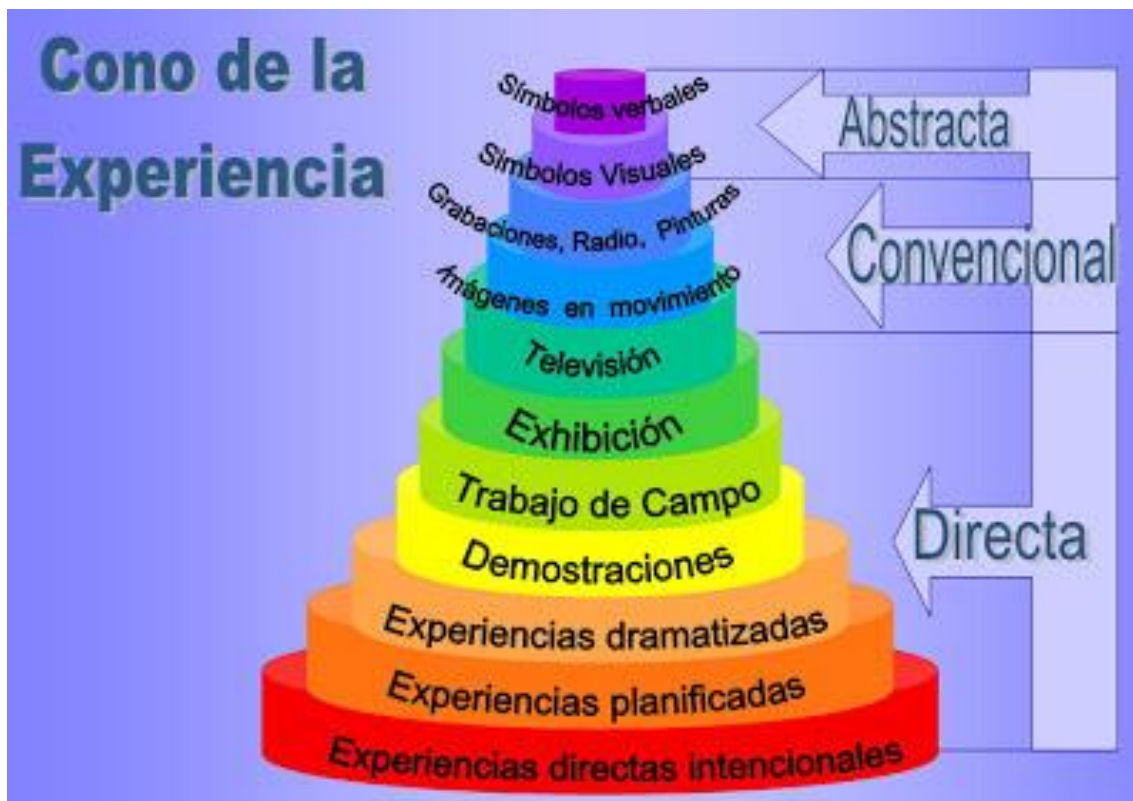 Cono de la
Experiencia
Símbolos verbales
Símbolos Visuales
Grabaciones, Radio, Pinturas
Imágenes en movimiento
Televisión
Exhibición
Trabajo de Campo
Demostraciones
Experiencias dramatizadas
Experiencias planificadas
Experiencias directas intencionales
Abstracta
Convencional
Directa